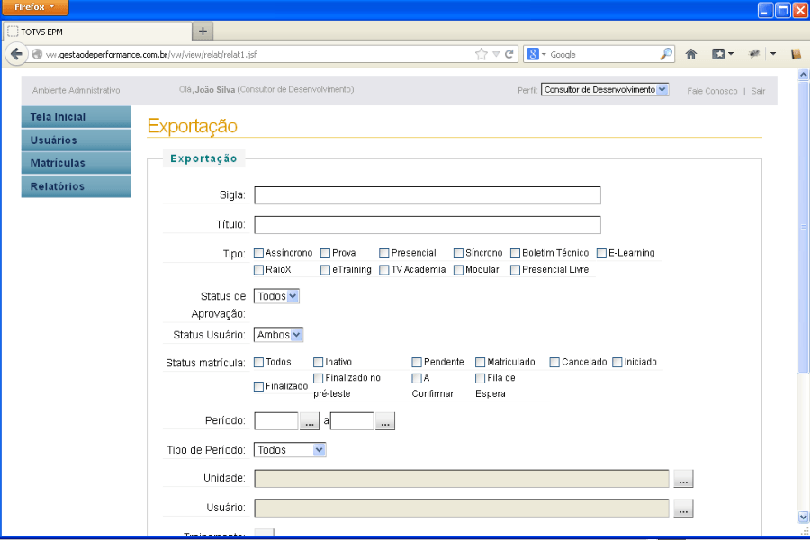 Firefox
TOTVS EPM
ww.gestaodeperformance.com.br/vw/view/relat/relat1.jsf
Google
Ambiente Administrativo
Olá, João Silva (Consultor de Desenvolvimento)
Perfil: Consultor de Desenvolvimento
Fale Conosco | Sair
Tela Inicial
Usuários
Matrículas
Relatórios
Exportação
Exportação
Sigla:
Título:
Tipo: Assíncrono Prova Presencial Síncrono Boletim Técnico E-Learning
RaioX eTraining TV Academia Modular Presencial Livre
Status de Aprovação: Todos
Status Usuário: Ambos
Status matrícula: Todos Inativo Pendente Matriculado Cancelado Iniciado
Finalizado Finalizado no pré-teste A Confirmar Fila de Espera
Período: ... a ...
Tipo de Período: Todos
Unidade: ...
Usuário: ...